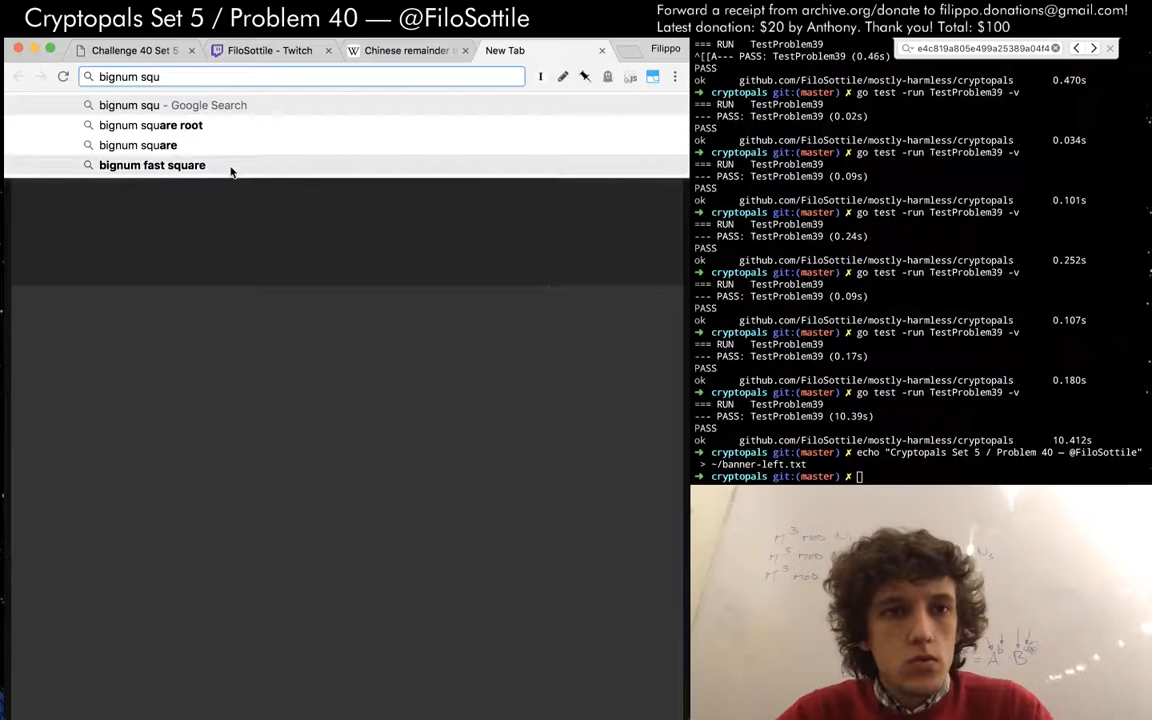 Cryptopals Set 5 / Problem 40 — @FiloSottile
Forward a receipt from archive.org/donate to filippo.donations@gmail.com!
Latest donation: $20 by Anthony. Thank you! Total: $100
Challenge 40 Set 5
FiloSottile - Twitch
Chinese remainder t
New Tab
Filippo
bignum squ
bignum squ – Google Search
bignum square root
bignum square
bignum fast square
e4c819a805e499a25389a04f4
=== RUN TestProblem39
^[[A--- PASS: TestProblem39 (0.46s)
PASS
ok github.com/FiloSottile/mostly-harmless/cryptopals 0.470s
➜ cryptopals git:(master) ✗ go test -run TestProblem39 -v
=== RUN TestProblem39
--- PASS: TestProblem39 (0.02s)
PASS
ok github.com/FiloSottile/mostly-harmless/cryptopals 0.034s
➜ cryptopals git:(master) ✗ go test -run TestProblem39 -v
=== RUN TestProblem39
--- PASS: TestProblem39 (0.09s)
PASS
ok github.com/FiloSottile/mostly-harmless/cryptopals 0.101s
➜ cryptopals git:(master) ✗ go test -run TestProblem39 -v
=== RUN TestProblem39
--- PASS: TestProblem39 (0.24s)
PASS
ok github.com/FiloSottile/mostly-harmless/cryptopals 0.252s
➜ cryptopals git:(master) ✗ go test -run TestProblem39 -v
=== RUN TestProblem39
--- PASS: TestProblem39 (0.09s)
PASS
ok github.com/FiloSottile/mostly-harmless/cryptopals 0.107s
➜ cryptopals git:(master) ✗ go test -run TestProblem39 -v
=== RUN TestProblem39
--- PASS: TestProblem39 (0.17s)
PASS
ok github.com/FiloSottile/mostly-harmless/cryptopals 0.180s
➜ cryptopals git:(master) ✗ go test -run TestProblem39 -v
=== RUN TestProblem39
--- PASS: TestProblem39 (10.39s)
PASS
ok github.com/FiloSottile/mostly-harmless/cryptopals 10.412s
➜ cryptopals git:(master) ✗ echo "Cryptopals Set 5 / Problem 40 — @FiloSottile"
> ~/banner-left.txt
➜ cryptopals git:(master) ✗
M³ mod N₁
M³ mod
M³ mod